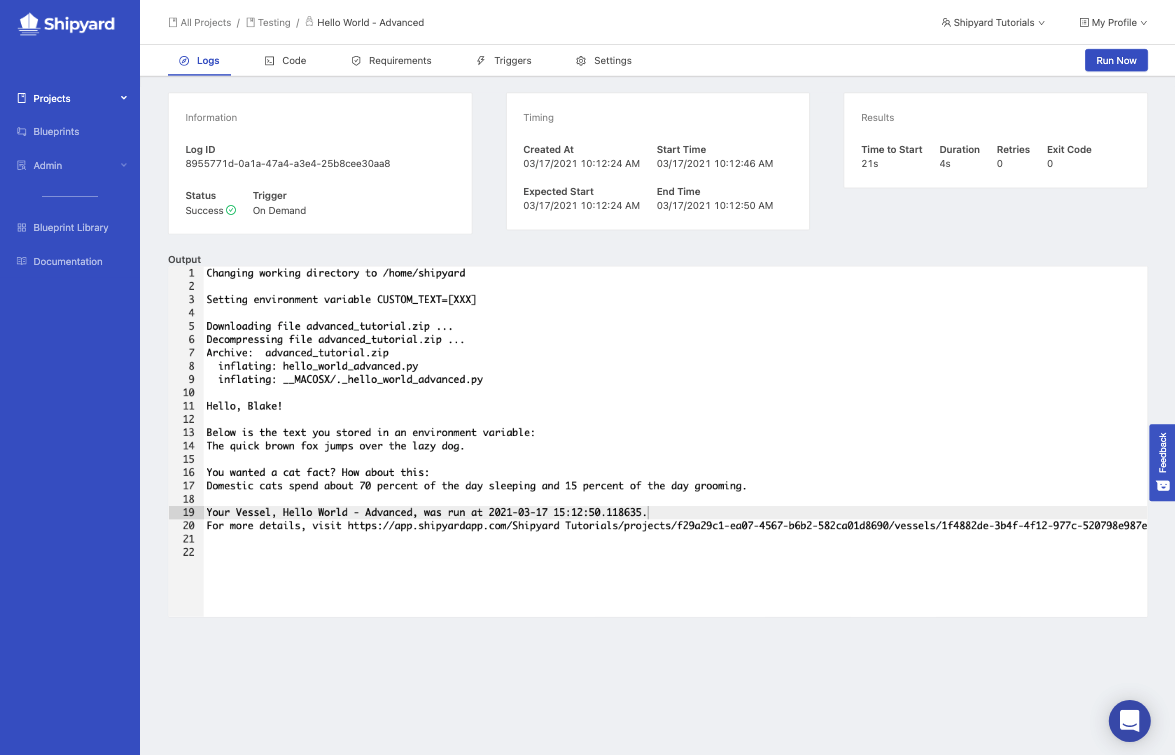 Shipyard
All Projects / Testing / Hello World - Advanced
Shipyard Tutorials
My Profile
Logs
Code
Requirements
Triggers
Settings
Run Now
Projects
Blueprints
Admin
Blueprint Library
Documentation
Information
Log ID
8955771d-0a1a-47a4-a3e4-25b8cee30aa8
Status Trigger
Success On Demand
Timing
Created At Start Time
03/17/2021 10:12:24 AM 03/17/2021 10:12:46 AM
Expected Start End Time
03/17/2021 10:12:24 AM 03/17/2021 10:12:50 AM
Results
Time to Start Duration Retries Exit Code
21s 4s 0 0
Output
1 Changing working directory to /home/shipyard
2
3 Setting environment variable CUSTOM_TEXT=[XXX]
4
5 Downloading file advanced_tutorial.zip ...
6 Decompressing file advanced_tutorial.zip ...
7 Archive:  advanced_tutorial.zip
8   inflating: hello_world_advanced.py
9   inflating: __MACOSX/._hello_world_advanced.py
10
11 Hello, Blake!
12
13 Below is the text you stored in an environment variable:
14 The quick brown fox jumps over the lazy dog.
15
16 You wanted a cat fact? How about this:
17 Domestic cats spend about 70 percent of the day sleeping and 15 percent of the day grooming.
18
19 Your Vessel, Hello World - Advanced, was run at 2021-03-17 15:12:50.118635.
20 For more details, visit https://app.shipyardapp.com/Shipyard Tutorials/projects/f29a29c1-ea07-4567-b6b2-582ca01d8690/vessels/1f4882de-3b4f-4f12-977c-520798e987e
21
22
Feedback